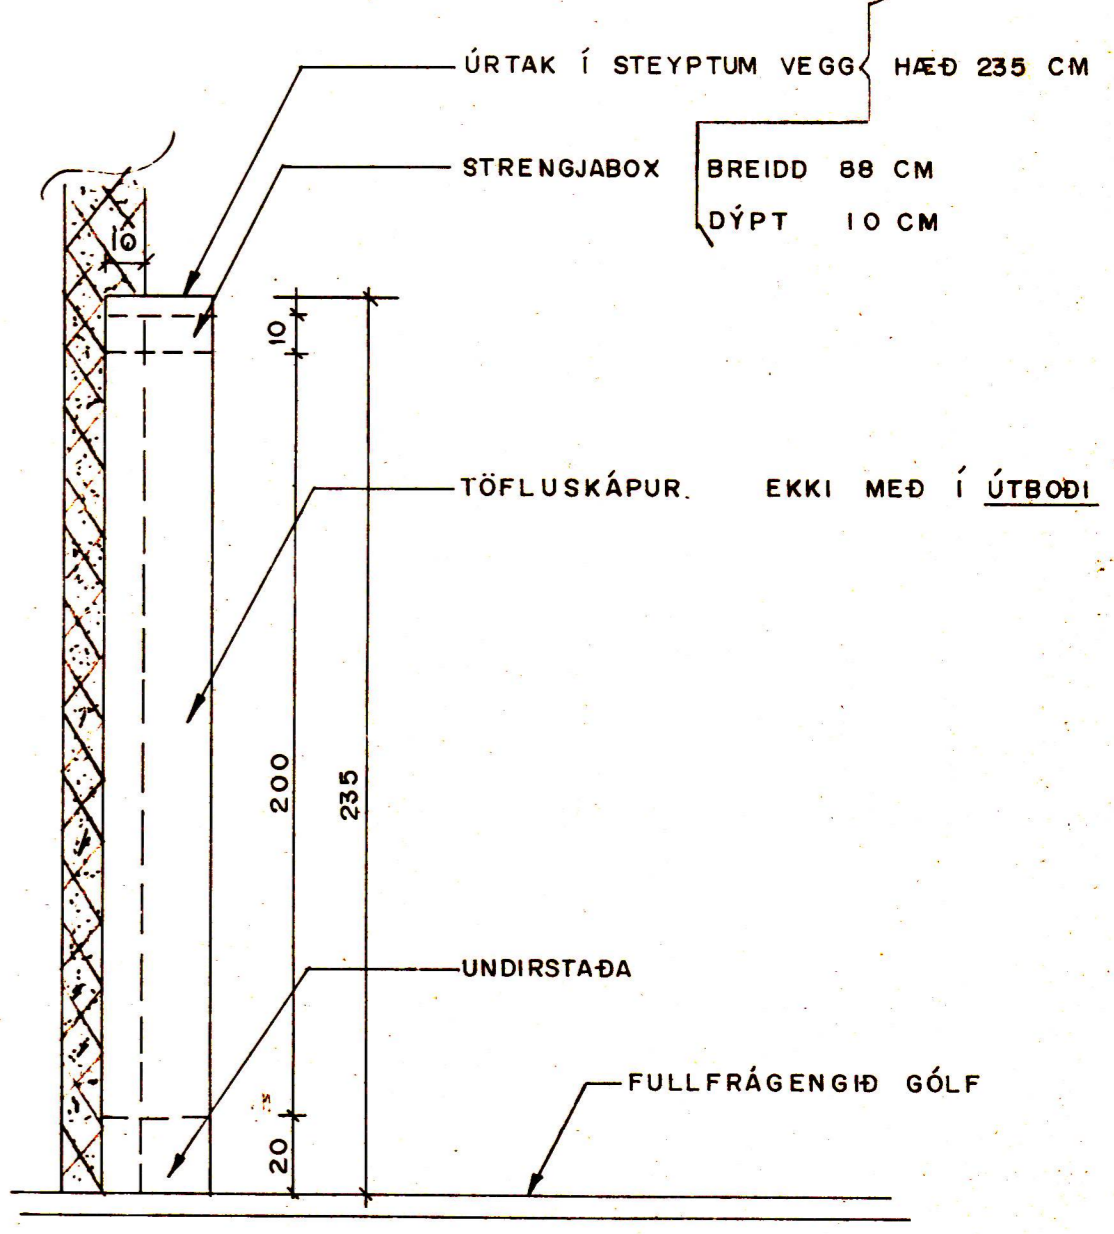 ÚRTAK Í STEYPTUM VEGG HÆÐ 235 CM
STRENGJABOX
BREIDD 88 CM
DÝPT 10 CM
10
10
TÖFLUSKÁPUR. EKKI MEÐ Í ÚTBOÐI
200
235
UNDIRSTAÐA
FULLFRÁGENGIÐ GÓLF
20